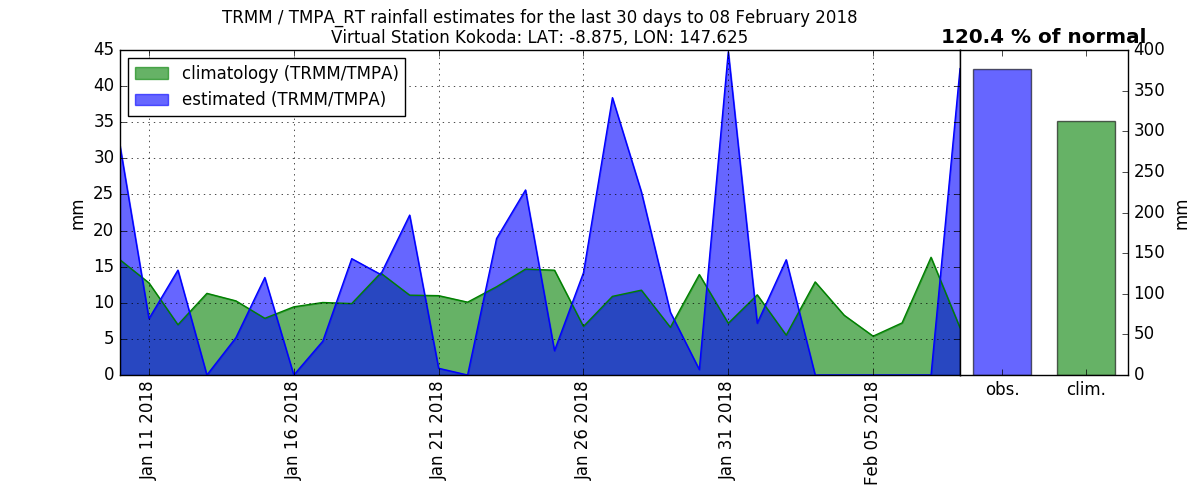 TRMM / TMPA_RT rainfall estimates for the last 30 days to 08 February 2018
Virtual Station Kokoda: LAT: -8.875, LON: 147.625
120.4 % of normal
climatology (TRMM/TMPA)
estimated (TRMM/TMPA)
45
40
35
30
25
20
15
10
5
0
mm
Jan 11 2018
Jan 16 2018
Jan 21 2018
Jan 26 2018
Jan 31 2018
Feb 05 2018
obs.
clim.
400
350
300
250
200
150
100
50
0
mm